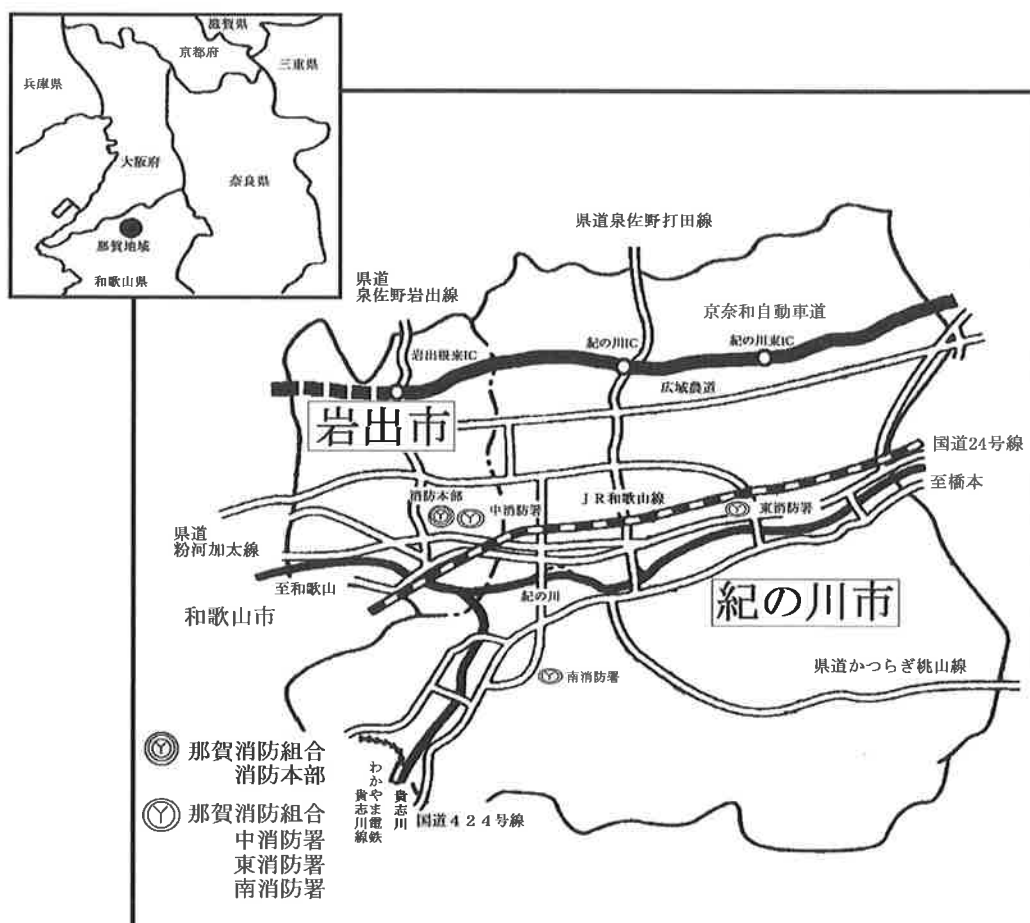 滋賀県
京都府
三重県
兵庫県
大阪府
奈良県
那賀地域
和歌山県
県道泉佐野打田線
県道
泉佐野岩出線
京奈和自動車道
岩出根来IC
紀の川IC
紀の川東IC
広域農道
岩出市
国道24号線
至橋本
消防本部
中消防署
JR和歌山線
東消防署
県道
粉河加太線
至和歌山
紀の川
和歌山市
紀の川市
県道かつらぎ桃山線
南消防署
那賀消防組合
消防本部
那賀消防組合
中消防署
東消防署
南消防署
わかやま電鉄
貴志川線
貴志川
国道424号線